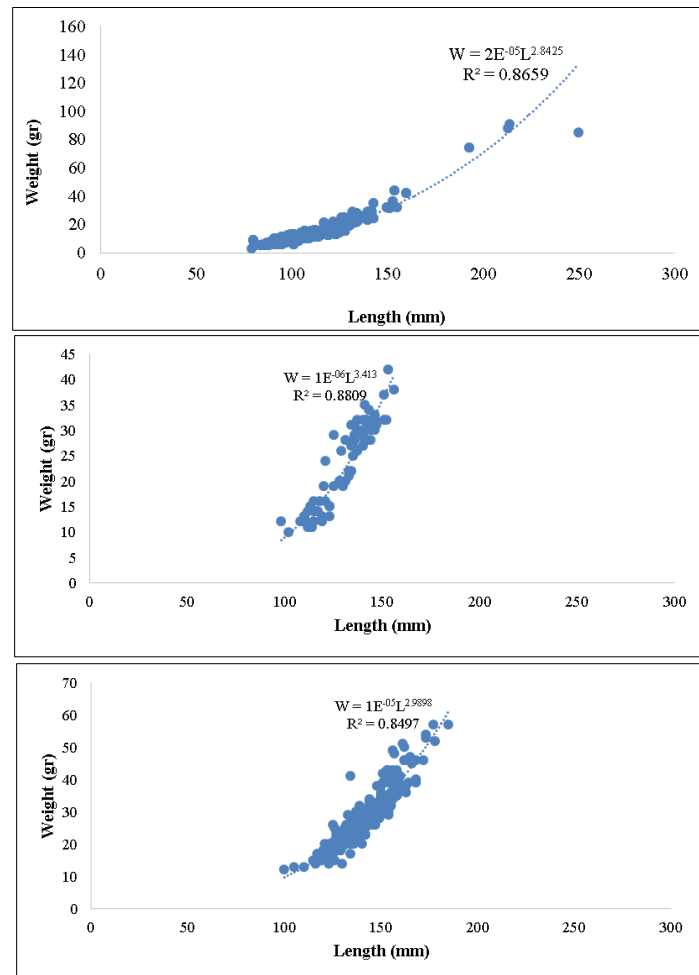 W = 2E-05L2.8425
R² = 0.8659
Weight (gr)
160
140
120
100
80
60
40
20
0
0 50 100 150 200 250 300
Length (mm)
W = 1E-06L3.413
R² = 0.8809
Weight (gr)
45
40
35
30
25
20
15
10
5
0
0 50 100 150 200 250 300
Length (mm)
W = 1E-05L2.9898
R² = 0.8497
Weight (gr)
70
60
50
40
30
20
10
0
0 50 100 150 200 250 300
Length (mm)